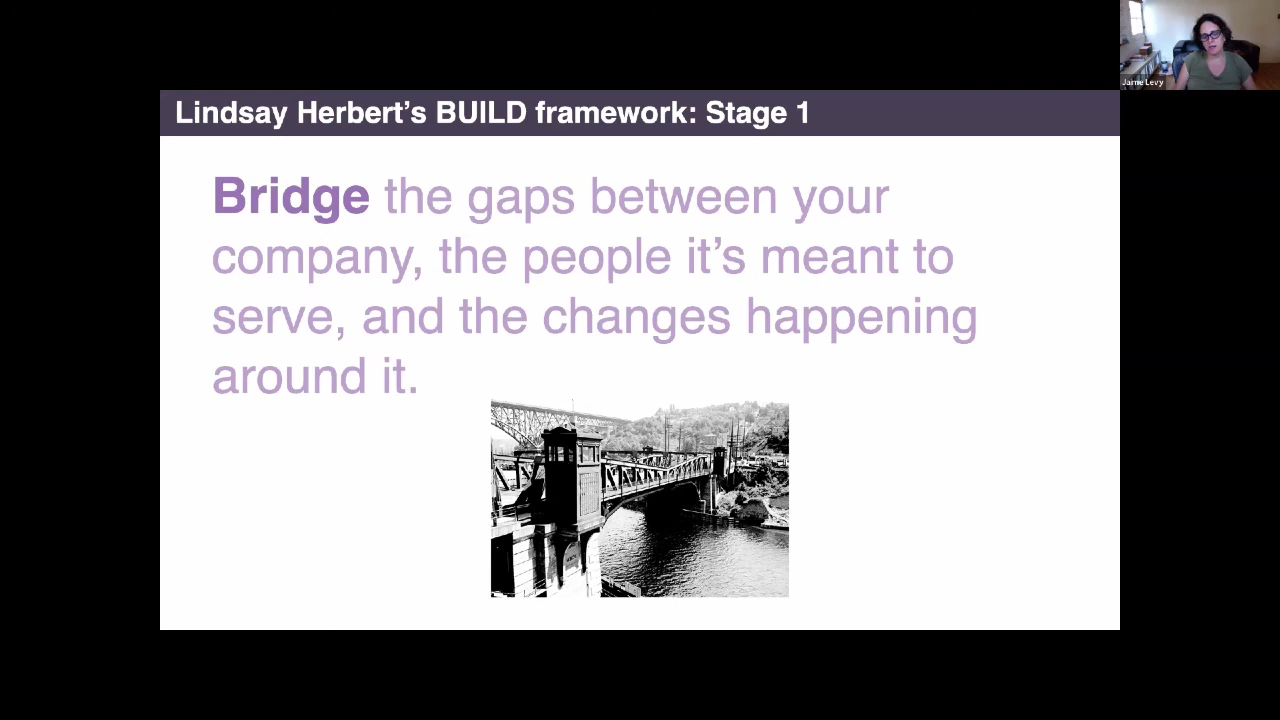 Lindsay Herbert’s BUILD framework: Stage 1
Bridge the gaps between your
company, the people it’s meant to
serve, and the changes happening
around it.
Jaime Levy